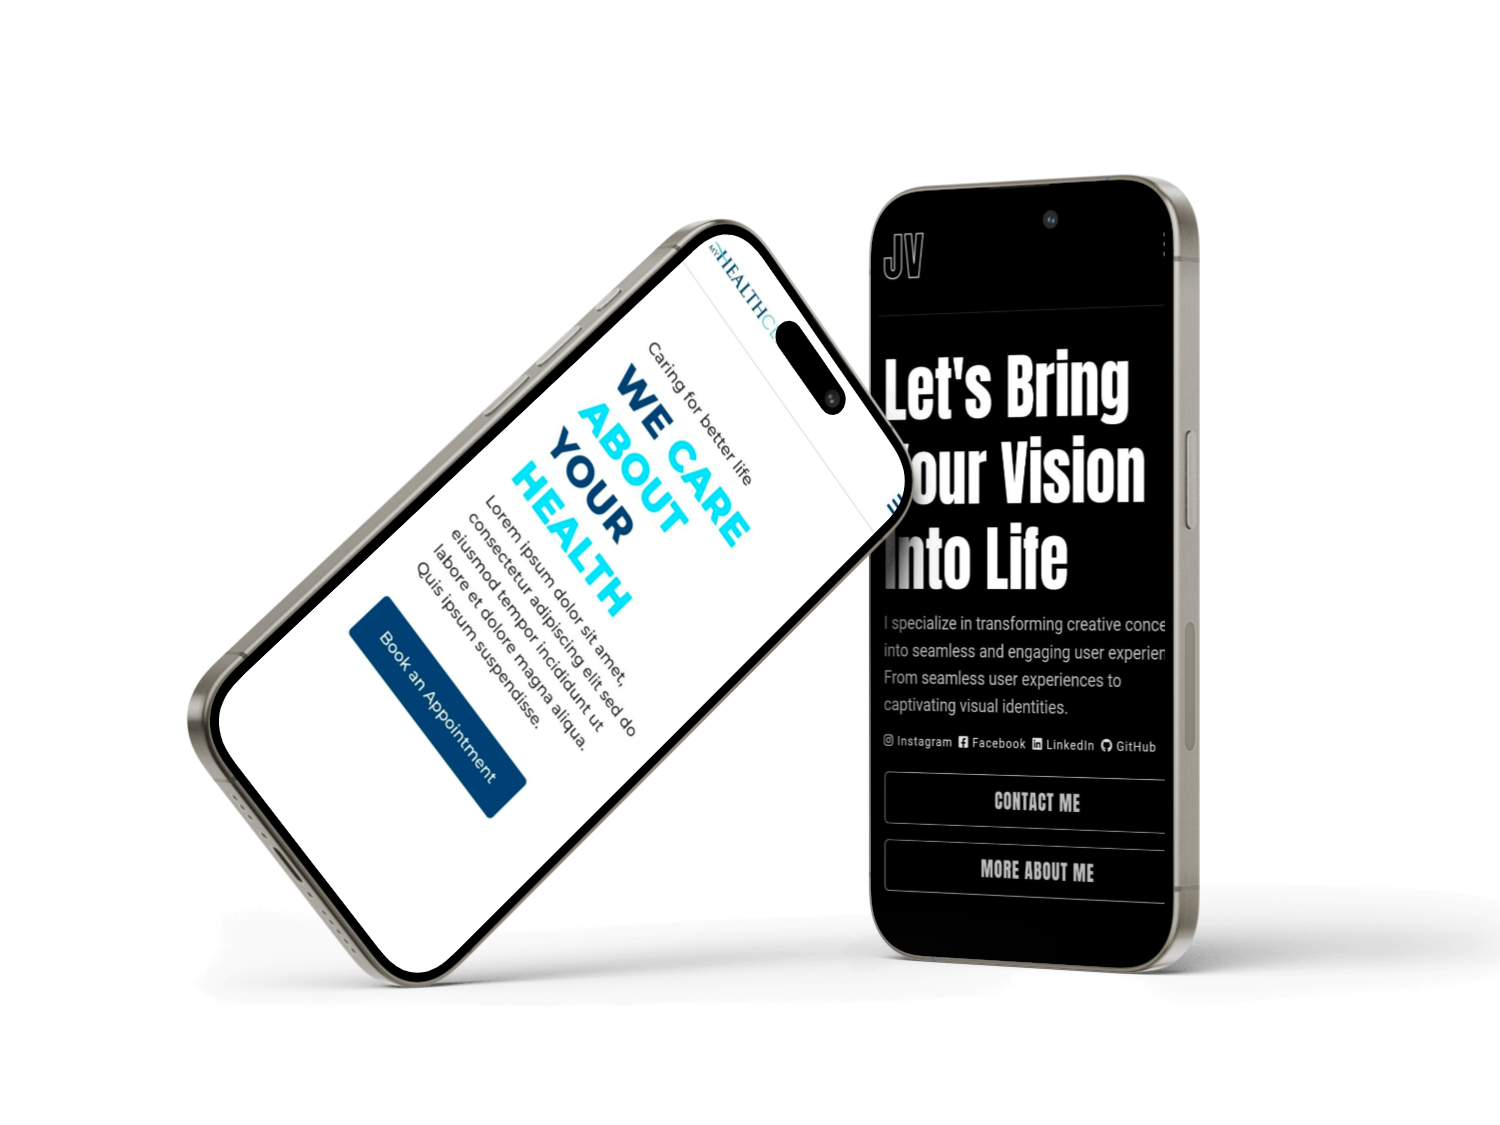 MY HEALTHC
Caring for better life
WE CARE
ABOUT
YOUR
HEALTH
Lorem ipsum dolor sit amet,
consectetur adipiscing elit sed do
eiusmod tempor incididunt ut
labore et dolore magna aliqua.
Quis ipsum suspendisse.
Book an Appointment
JV
Let's Bring
our Vision
Into Life
I specialize in transforming creative conce
into seamless and engaging user experien
From seamless user experiences to
captivating visual identities.
Instagram Facebook LinkedIn GitHub
CONTACT ME
MORE ABOUT ME